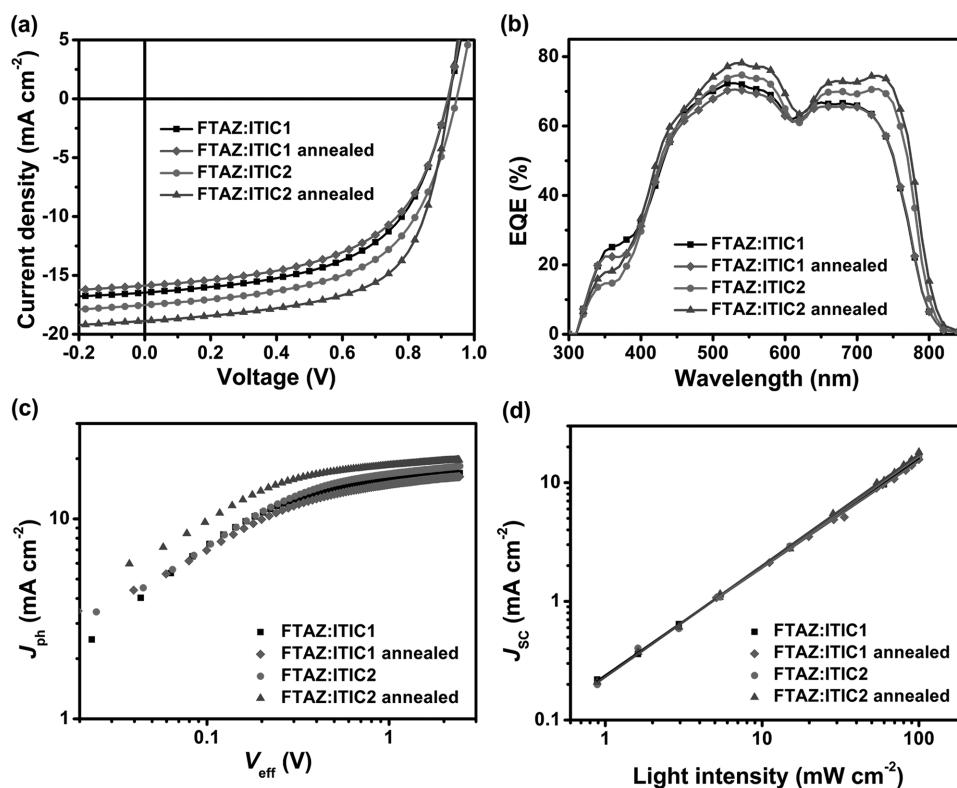 (a)
5
0
-5
-10
-15
-20
-0.2
0.0
0.2
0.4
0.6
0.8
1.0
Current density (mA cm⁻²)
Voltage (V)
FTAZ:ITIC1
FTAZ:ITIC1 annealed
FTAZ:ITIC2
FTAZ:ITIC2 annealed
(b)
80
60
40
20
0
300
400
500
600
700
800
EQE (%)
Wavelength (nm)
FTAZ:ITIC1
FTAZ:ITIC1 annealed
FTAZ:ITIC2
FTAZ:ITIC2 annealed
(c)
10
1
0.1
1
Jph (mA cm⁻²)
Veff (V)
FTAZ:ITIC1
FTAZ:ITIC1 annealed
FTAZ:ITIC2
FTAZ:ITIC2 annealed
(d)
10
1
0.1
1
10
100
JSC (mA cm⁻²)
Light intensity (mW cm⁻²)
FTAZ:ITIC1
FTAZ:ITIC1 annealed
FTAZ:ITIC2
FTAZ:ITIC2 annealed